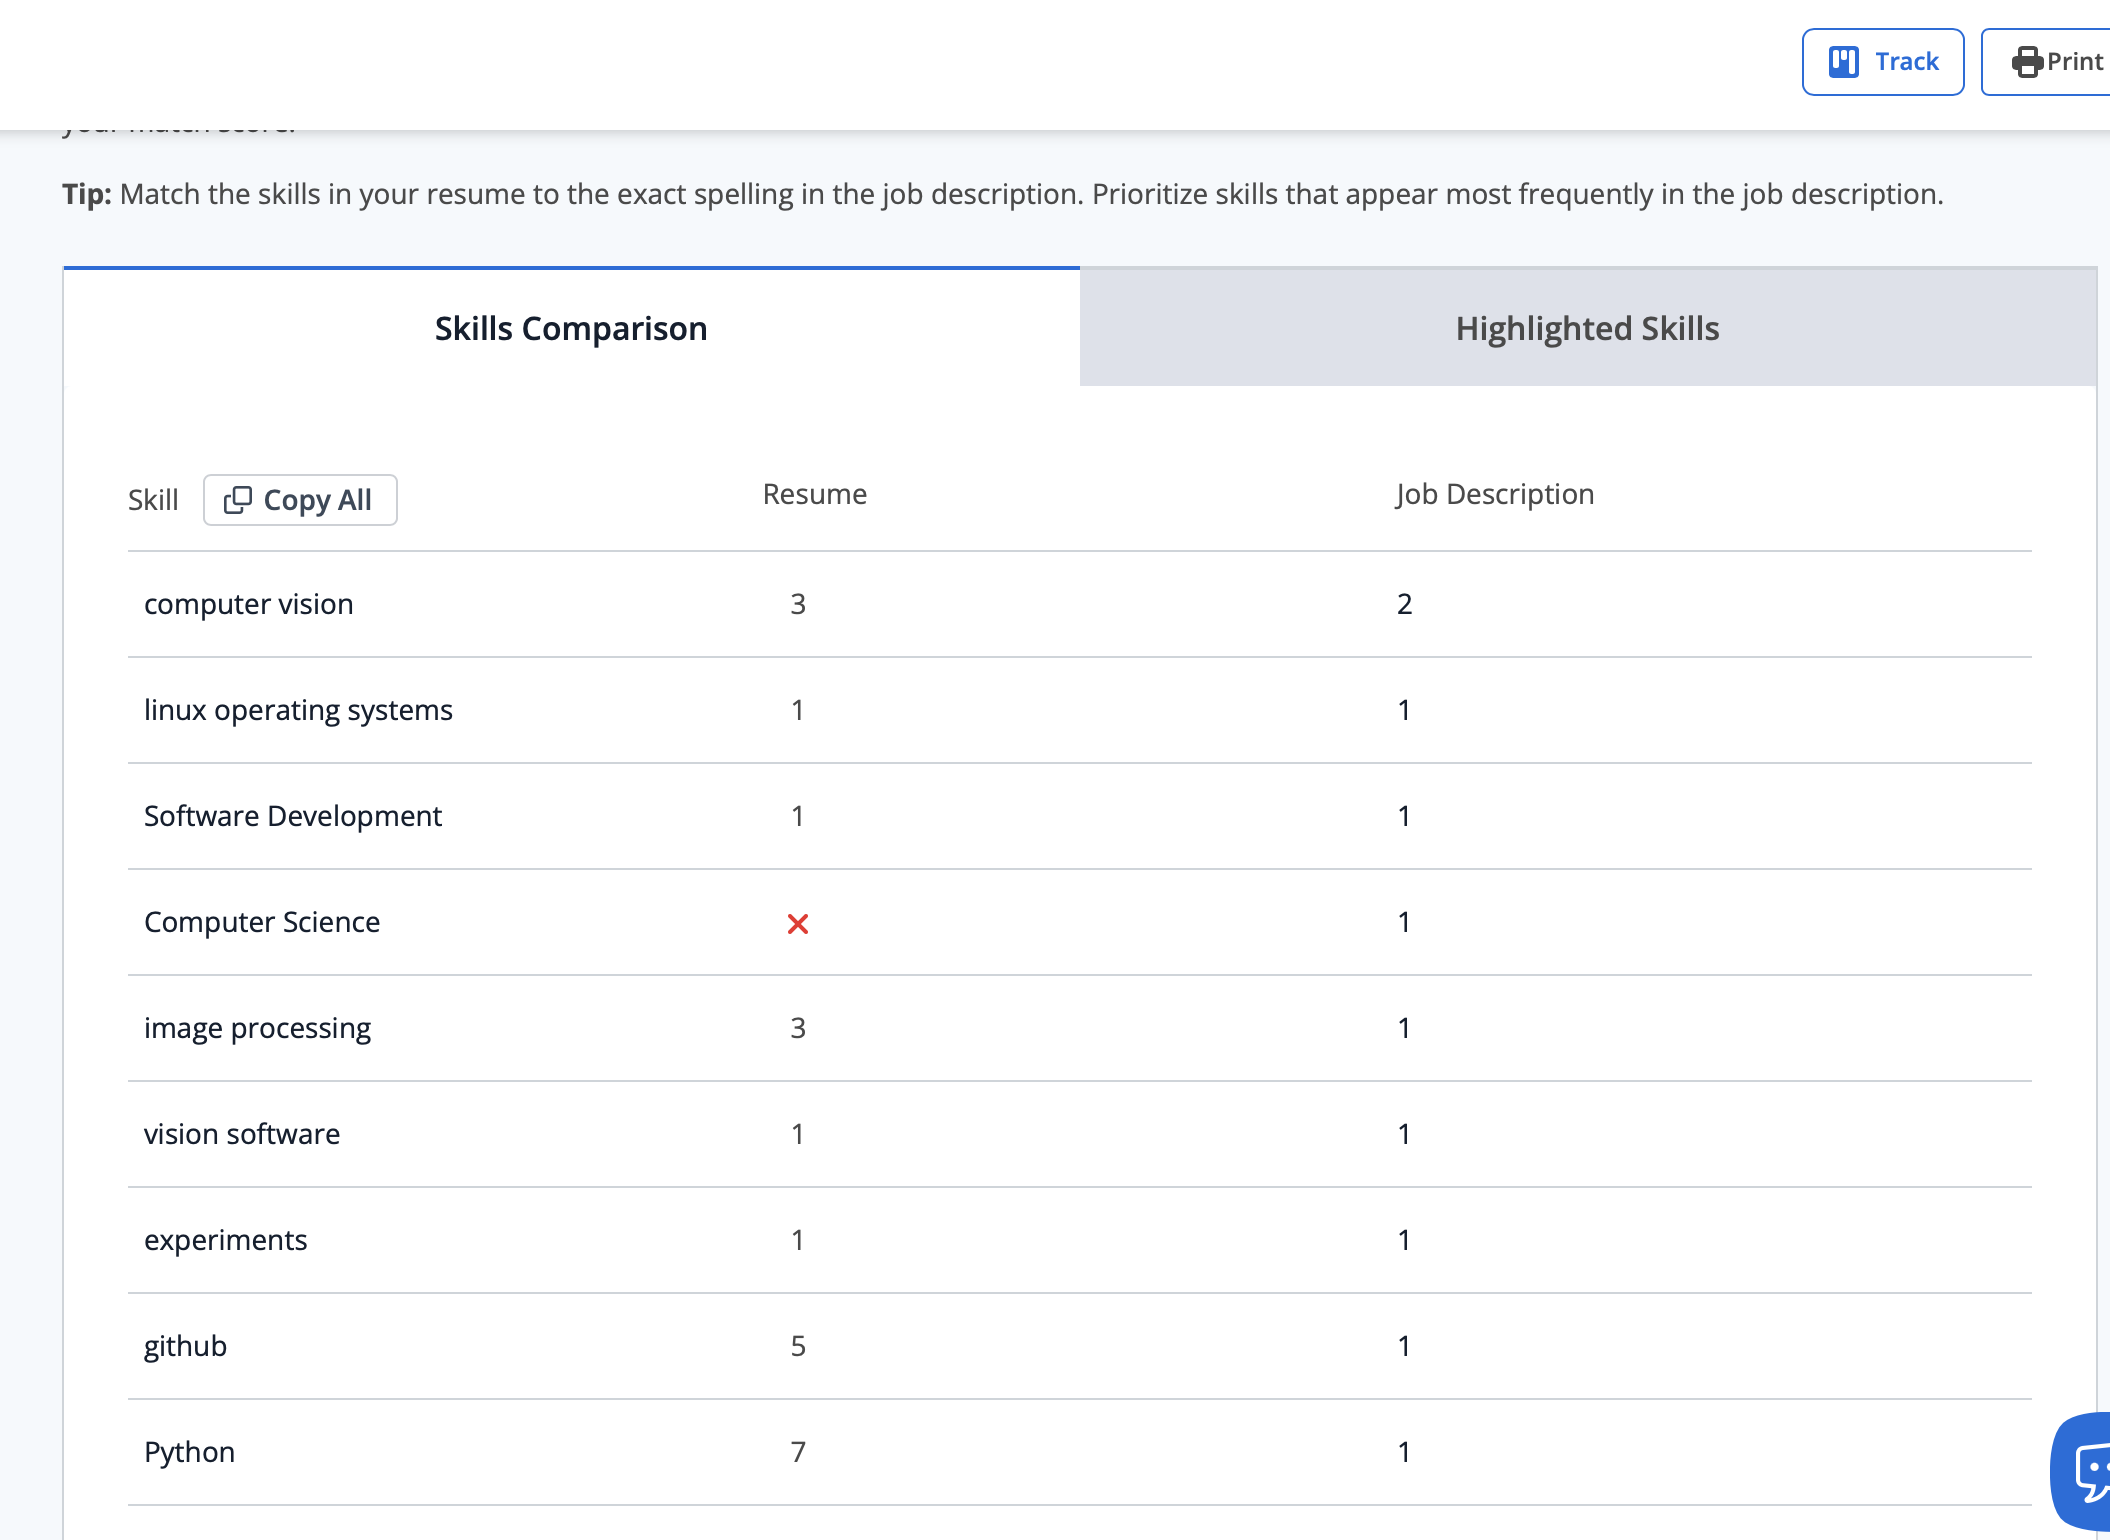 Track
Print
your match score.
Tip: Match the skills in your resume to the exact spelling in the job description. Prioritize skills that appear most frequently in the job description.
Skills Comparison
Highlighted Skills
Skill Copy All Resume Job Description
computer vision 3 2
linux operating systems 1 1
Software Development 1 1
Computer Science 1
image processing 3 1
vision software 1 1
experiments 1 1
github 5 1
Python 7 1